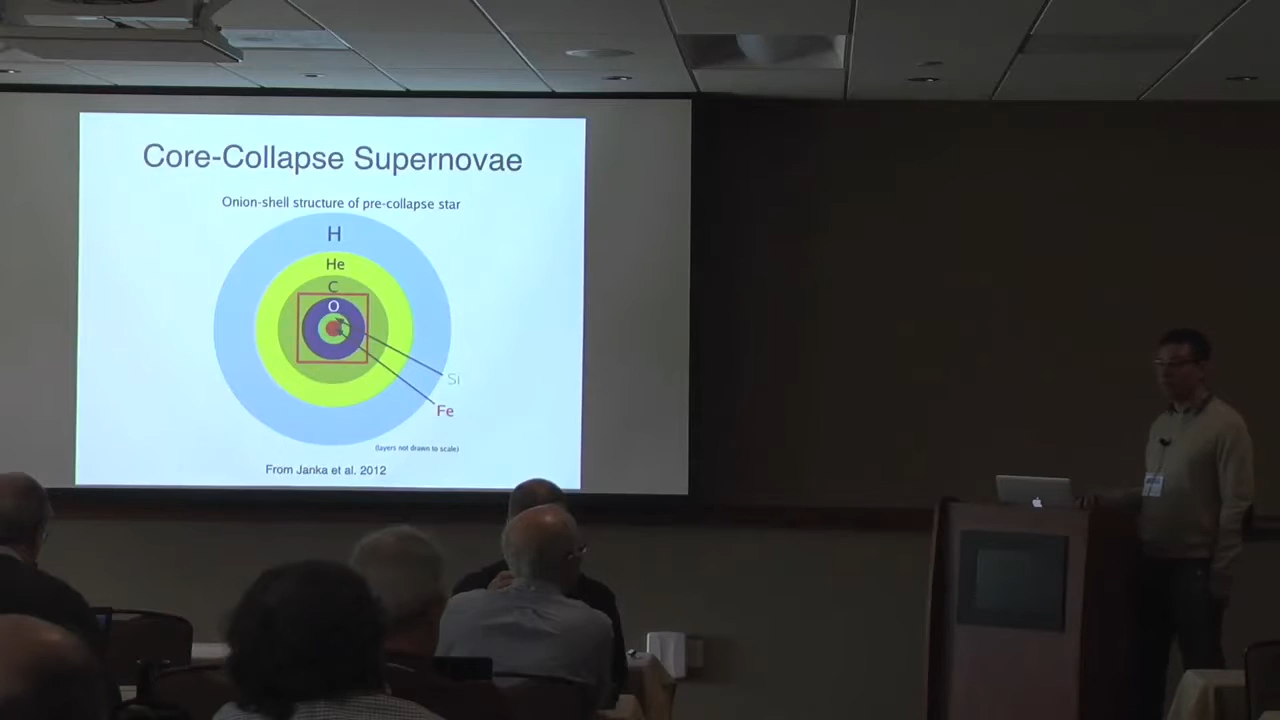 Core-Collapse Supernovae
Onion-shell structure of pre-collapse star
H
He
C
O
Si
Fe
(layers not drawn to scale)
From Janka et al. 2012